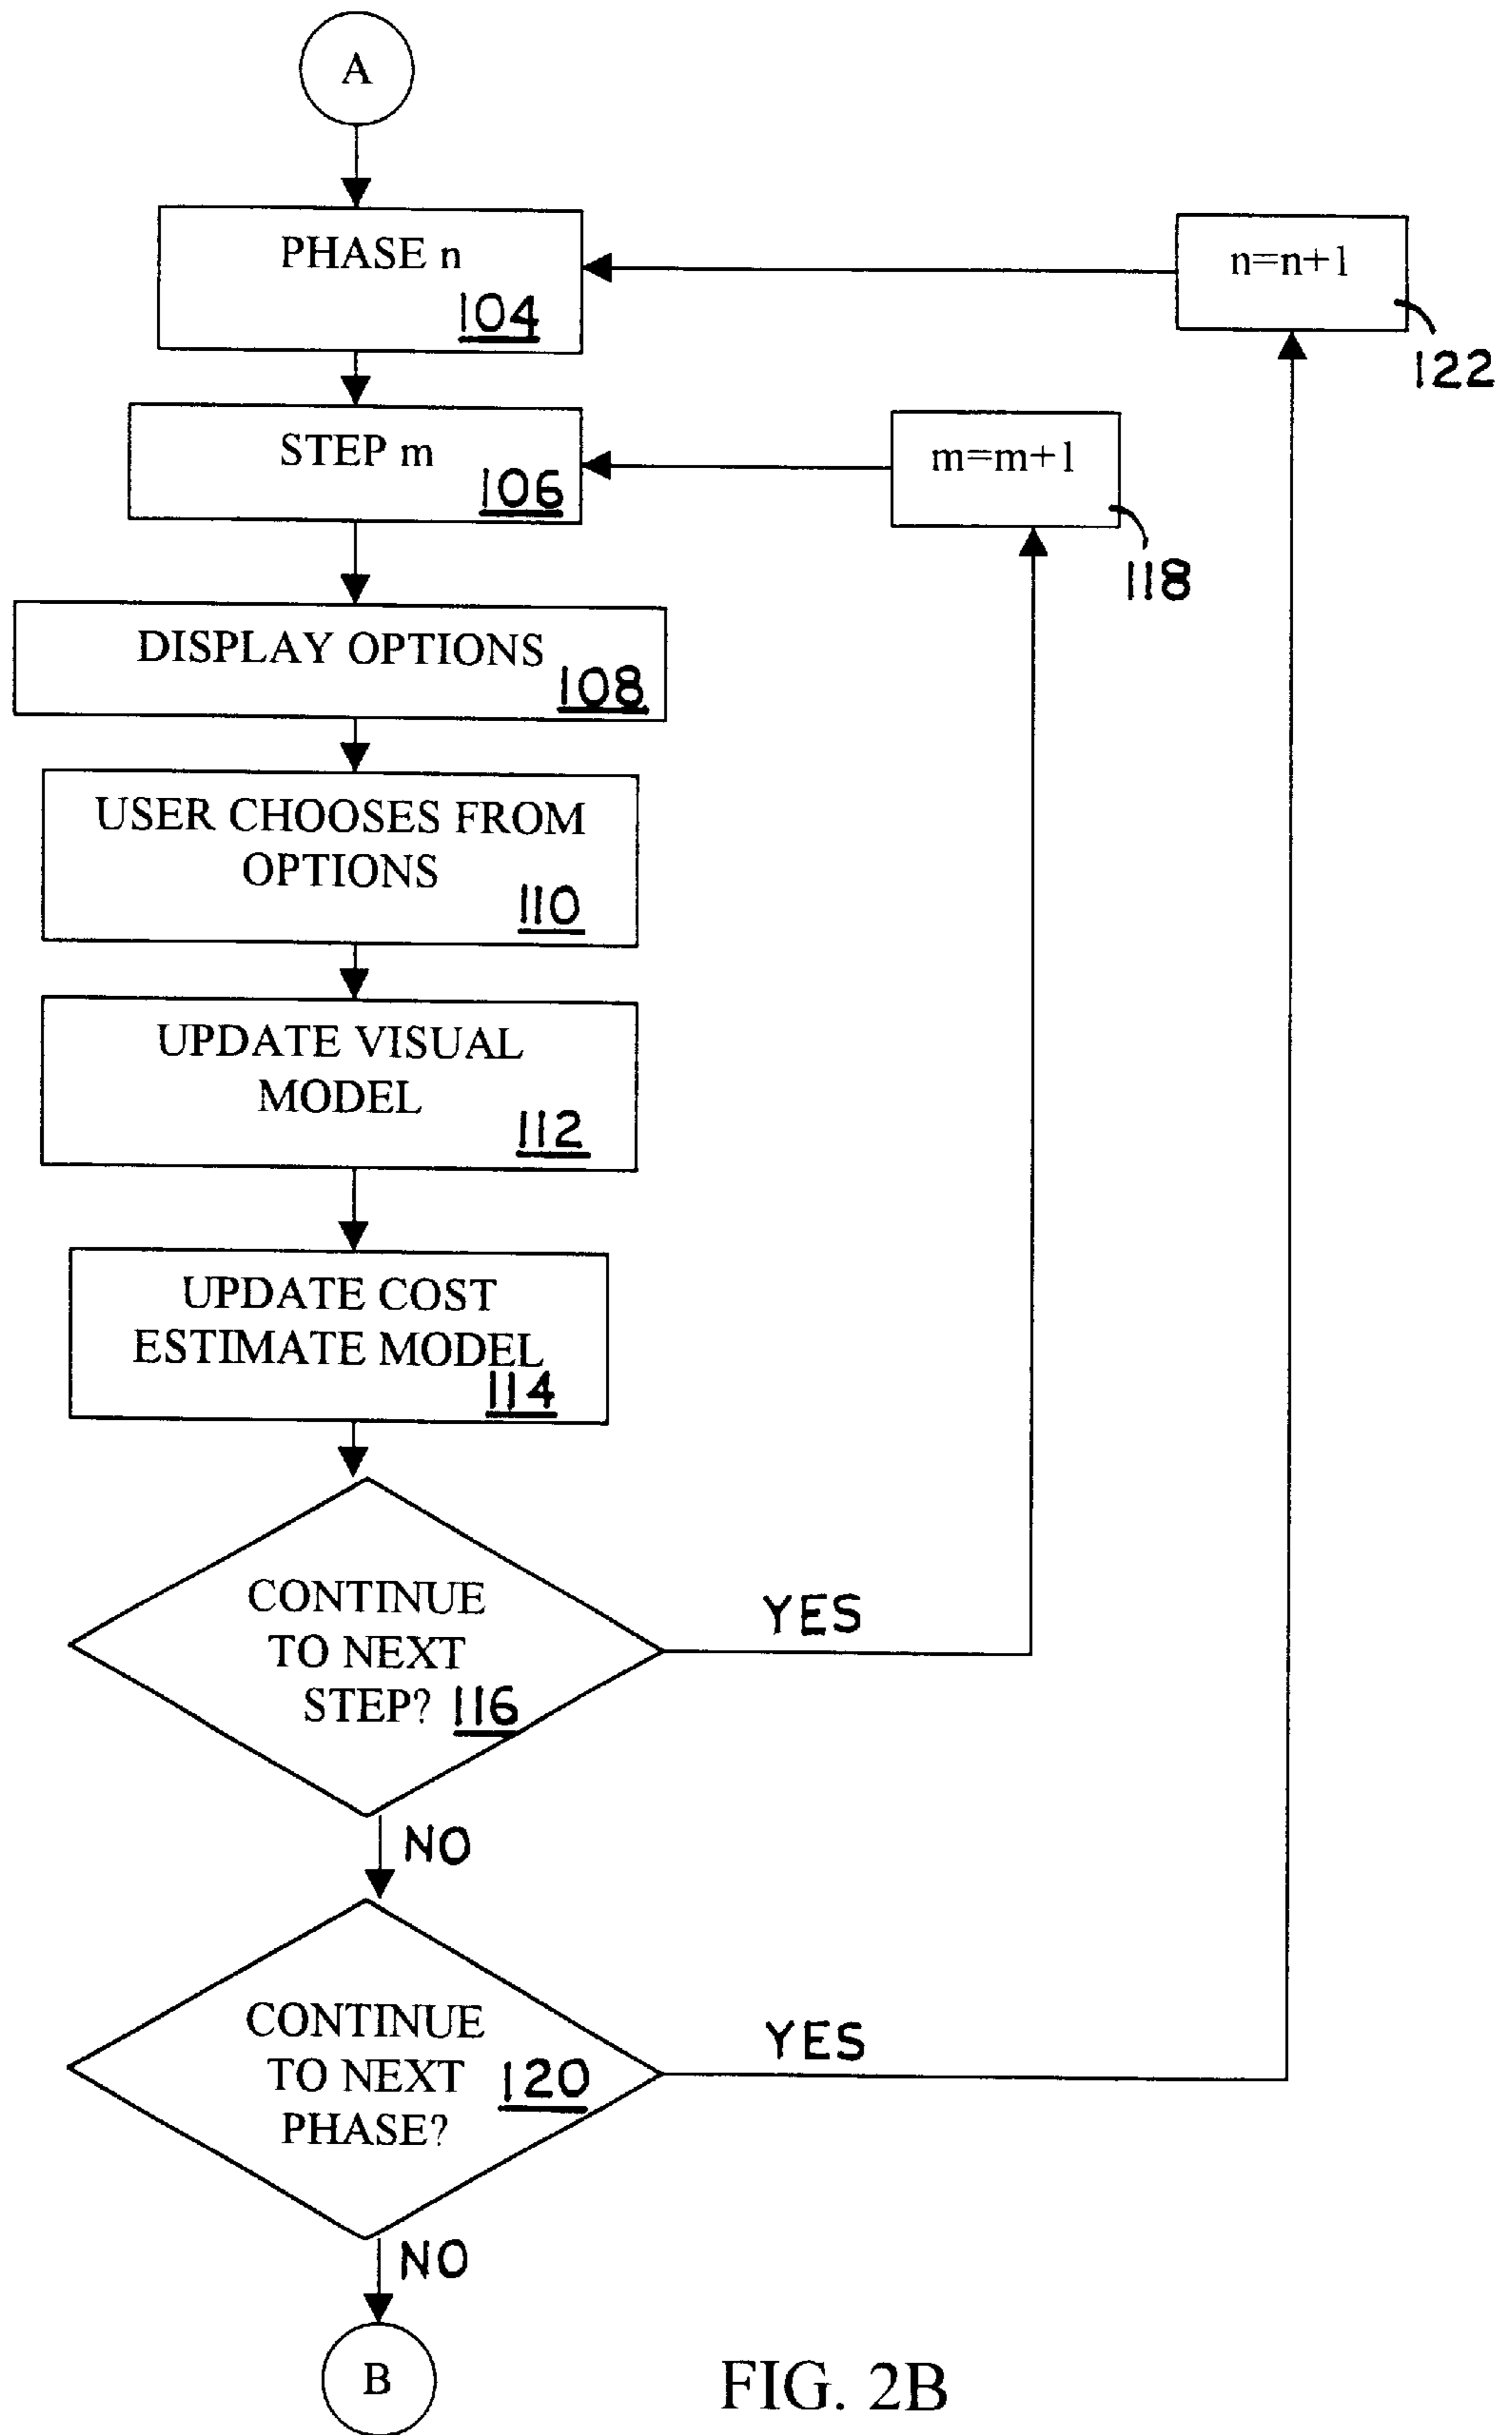 A
PHASE n
104
n=n+1
122
STEP m
106
m=m+1
118
DISPLAY OPTIONS
108
USER CHOOSES FROM
OPTIONS
110
UPDATE VISUAL
MODEL
112
UPDATE COST
ESTIMATE MODEL
114
CONTINUE
TO NEXT
STEP? 116
YES
NO
CONTINUE
TO NEXT 120
PHASE?
YES
NO
B
FIG. 2B